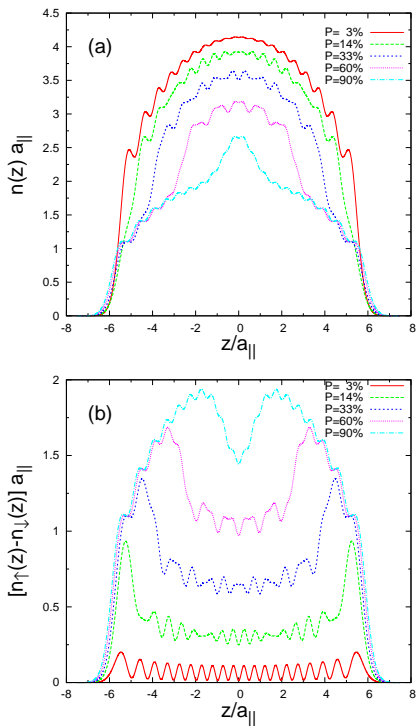 (a)
P= 3%
P=14%
P=33%
P=60%
P=90%
n(z) a||
4.5
4
3.5
3
2.5
2
1.5
1
0.5
0
-8 -6 -4 -2 0 2 4 6 8
z/a||
(b)
P= 3%
P=14%
P=33%
P=60%
P=90%
[n↑(z)-n↓(z)] a||
2
1.5
1
0.5
0
-8 -6 -4 -2 0 2 4 6 8
z/a||